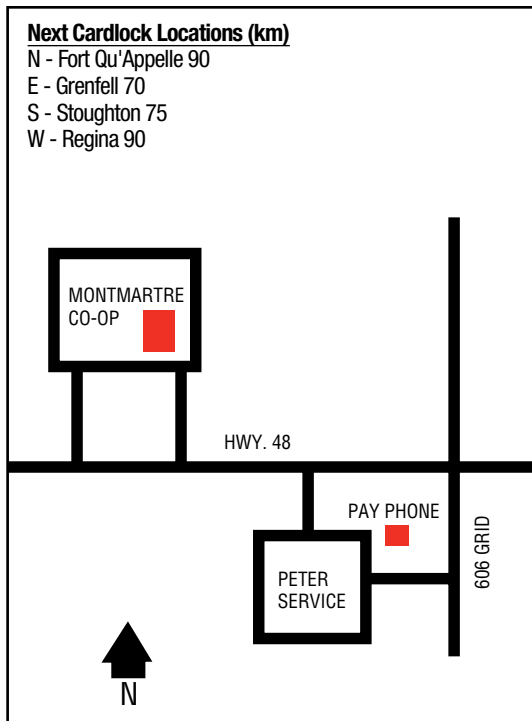 Next Cardlock Locations (km)
N - Fort Qu'Appelle 90
E - Grenfell 70
S - Stoughton 75
W - Regina 90
MONTMARTRE
CO-OP
HWY. 48
PAY PHONE
606 GRID
PETER
SERVICE
N